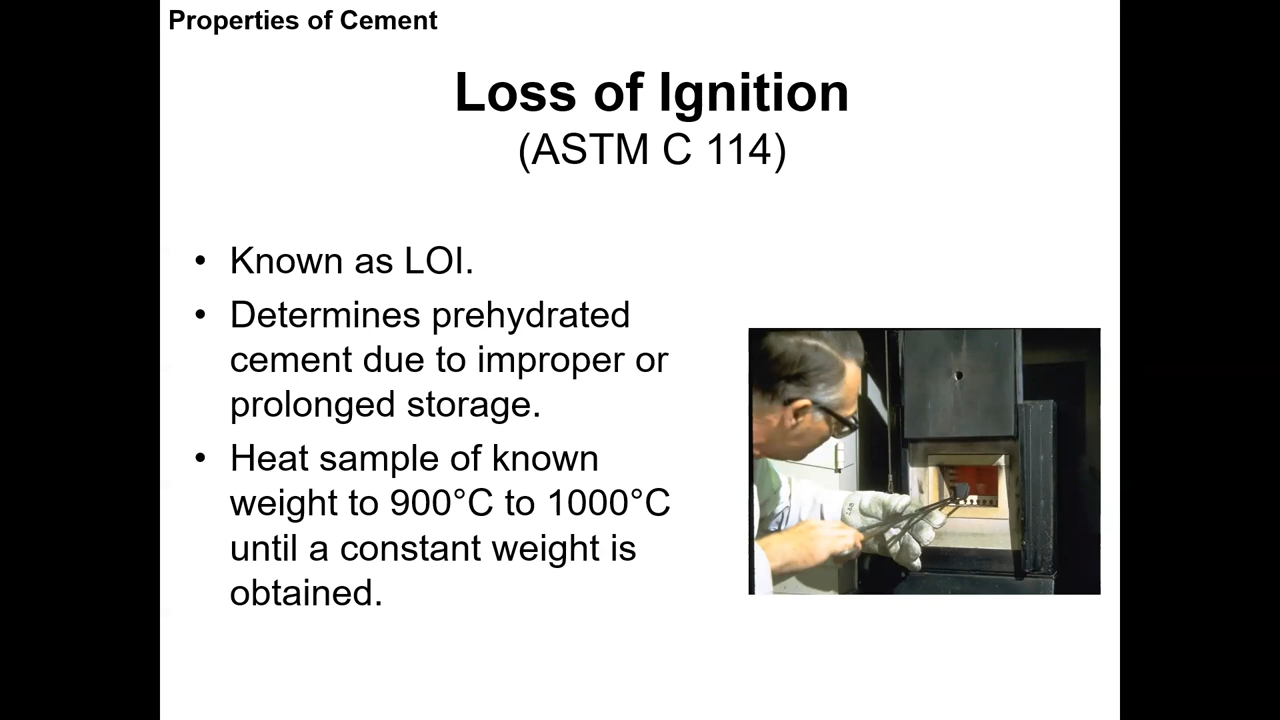 Properties of Cement
Loss of Ignition
(ASTM C 114)
• Known as LOI.
• Determines prehydrated
cement due to improper or
prolonged storage.
• Heat sample of known
weight to 900°C to 1000°C
until a constant weight is
obtained.